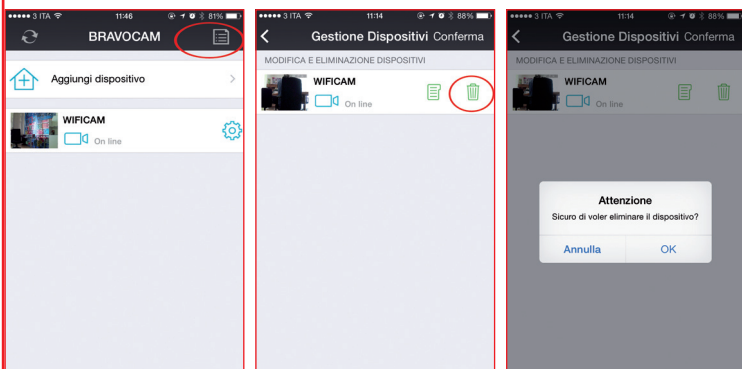 3 ITA 11:46 81%
BRAVOCAM
Aggiungi dispositivo
WIFICAM
On line
3 ITA 11:14 88%
Gestione Dispositivi Conferma
MODIFICA E ELIMINAZIONE DISPOSITIVI
WIFICAM
On line
3 ITA 11:14 88%
Gestione Dispositivi Conferma
MODIFICA E ELIMINAZIONE DISPOSITIVI
WIFICAM
On line
Attenzione
Sicuro di voler eliminare il dispositivo?
Annulla OK